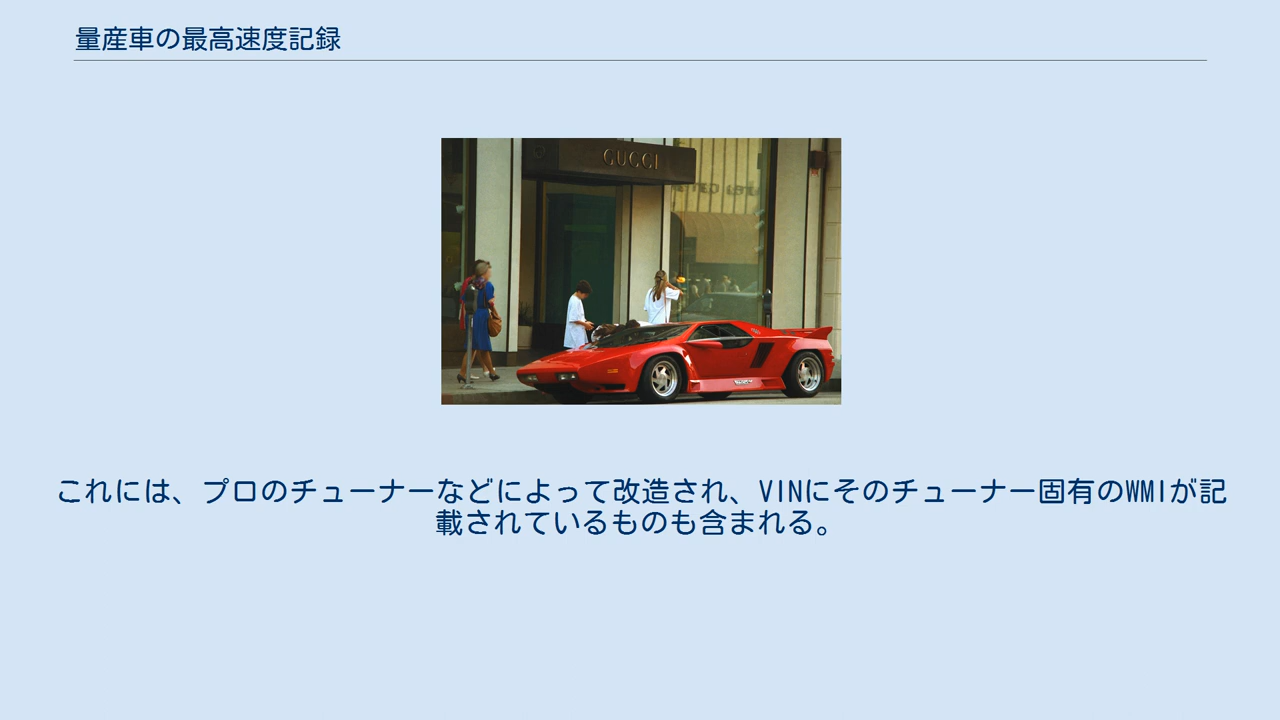 量産車の最高速度記録
GUCCI
これには、プロのチューナーなどによって改造され、VINにそのチューナー固有のWMIが記
載されているものも含まれる。